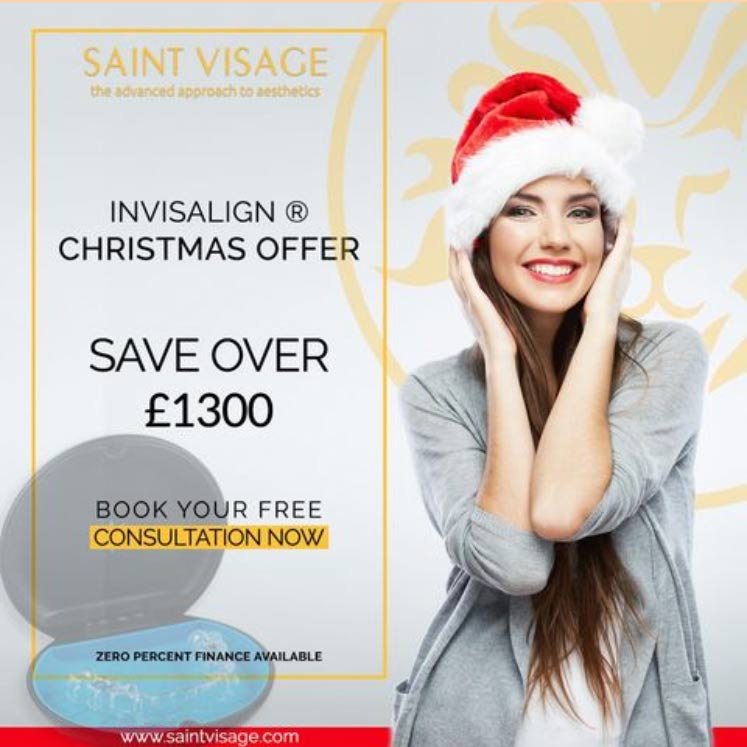 SAINT VISAGE
the advanced approach to aesthetics
INVISALIGN ®
CHRISTMAS OFFER
SAVE OVER
£1300
BOOK YOUR FREE
CONSULTATION NOW
ZERO PERCENT FINANCE AVAILABLE
www.saintvisage.com